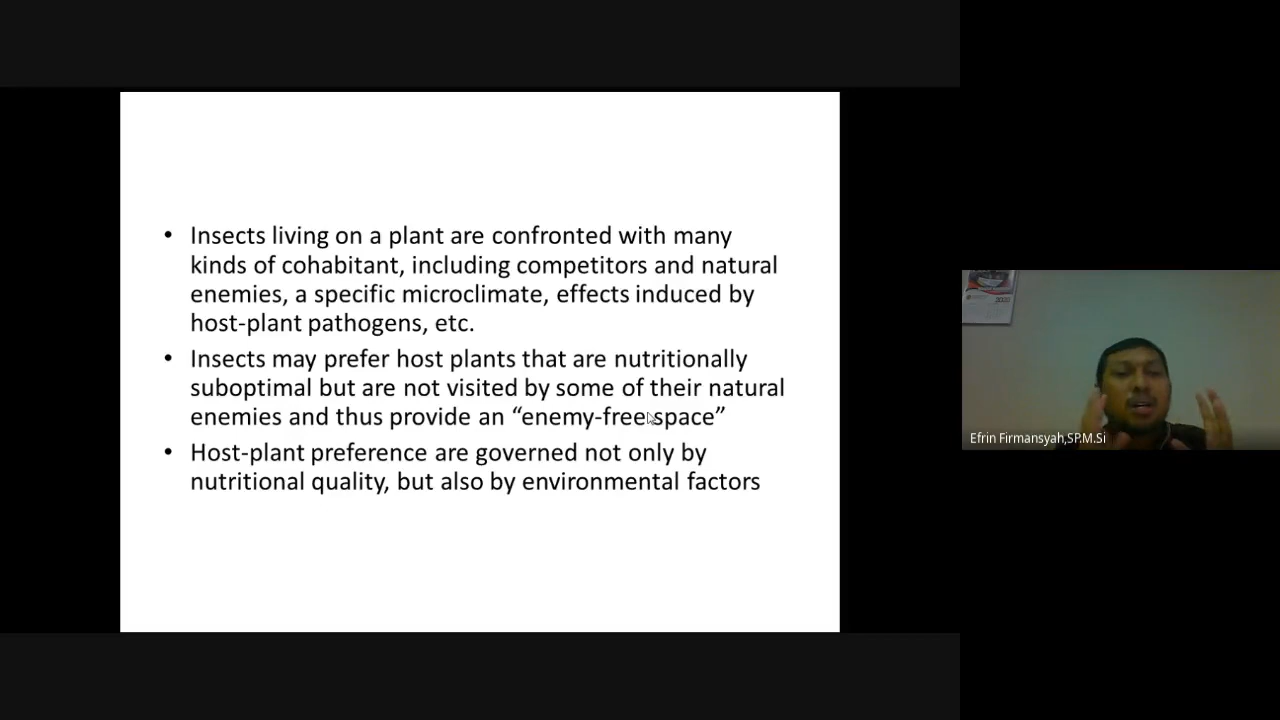 • Insects living on a plant are confronted with many
kinds of cohabitant, including competitors and natural
enemies, a specific microclimate, effects induced by
host-plant pathogens, etc.
• Insects may prefer host plants that are nutritionally
suboptimal but are not visited by some of their natural
enemies and thus provide an “enemy-free space”
• Host-plant preference are governed not only by
nutritional quality, but also by environmental factors
Efrin Firmansyah,SP.M.Si